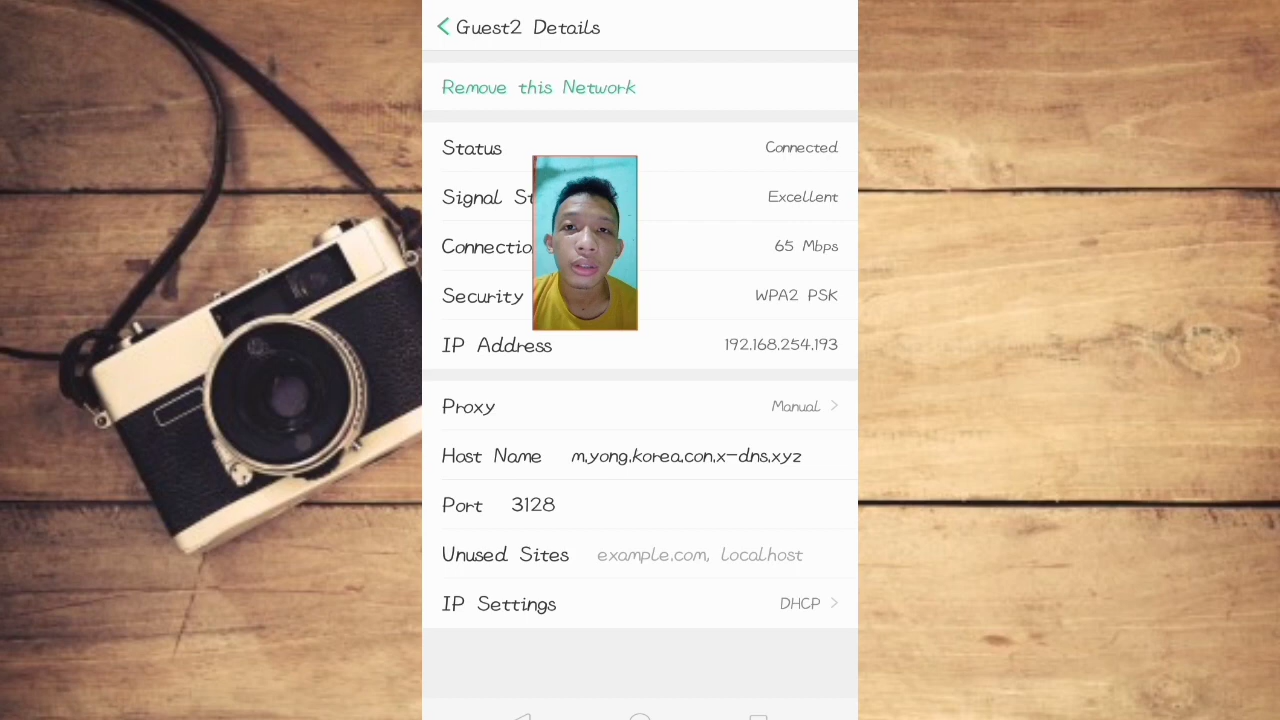 Guest2 Details
Remove this Network
Status Connected
Signal Excellent
65 Mbps
Security WPA2 PSK
IP Address 192.168.254.193
Proxy Manual
Host Name m.yong.korea.con.x-dns.xyz
Port 3128
Unused Sites example.com, localhost
IP Settings DHCP